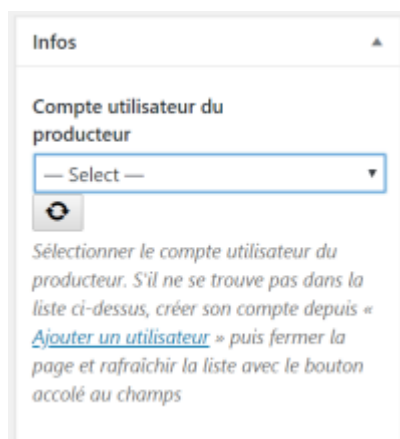 Infos
Compte utilisateur du
producteur
— Select —
Sélectionner le compte utilisateur du
producteur. S'il ne se trouve pas dans la
liste ci-dessus, créer son compte depuis «
Ajouter un utilisateur » puis fermer la
page et rafraîchir la liste avec le bouton
accolé au champs